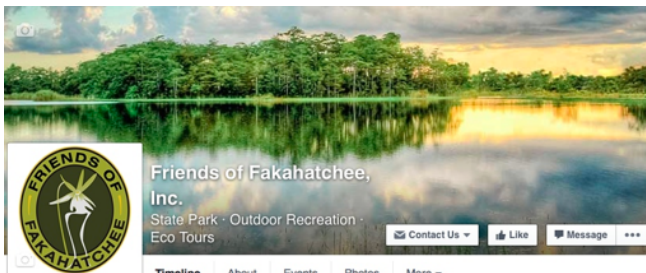 FRIENDS OF
FAKAHATCHEE
Friends of Fakahatchee,
Inc.
State Park · Outdoor Recreation ·
Eco Tours
Contact Us
Like
Message
Timeline About Events Photos More